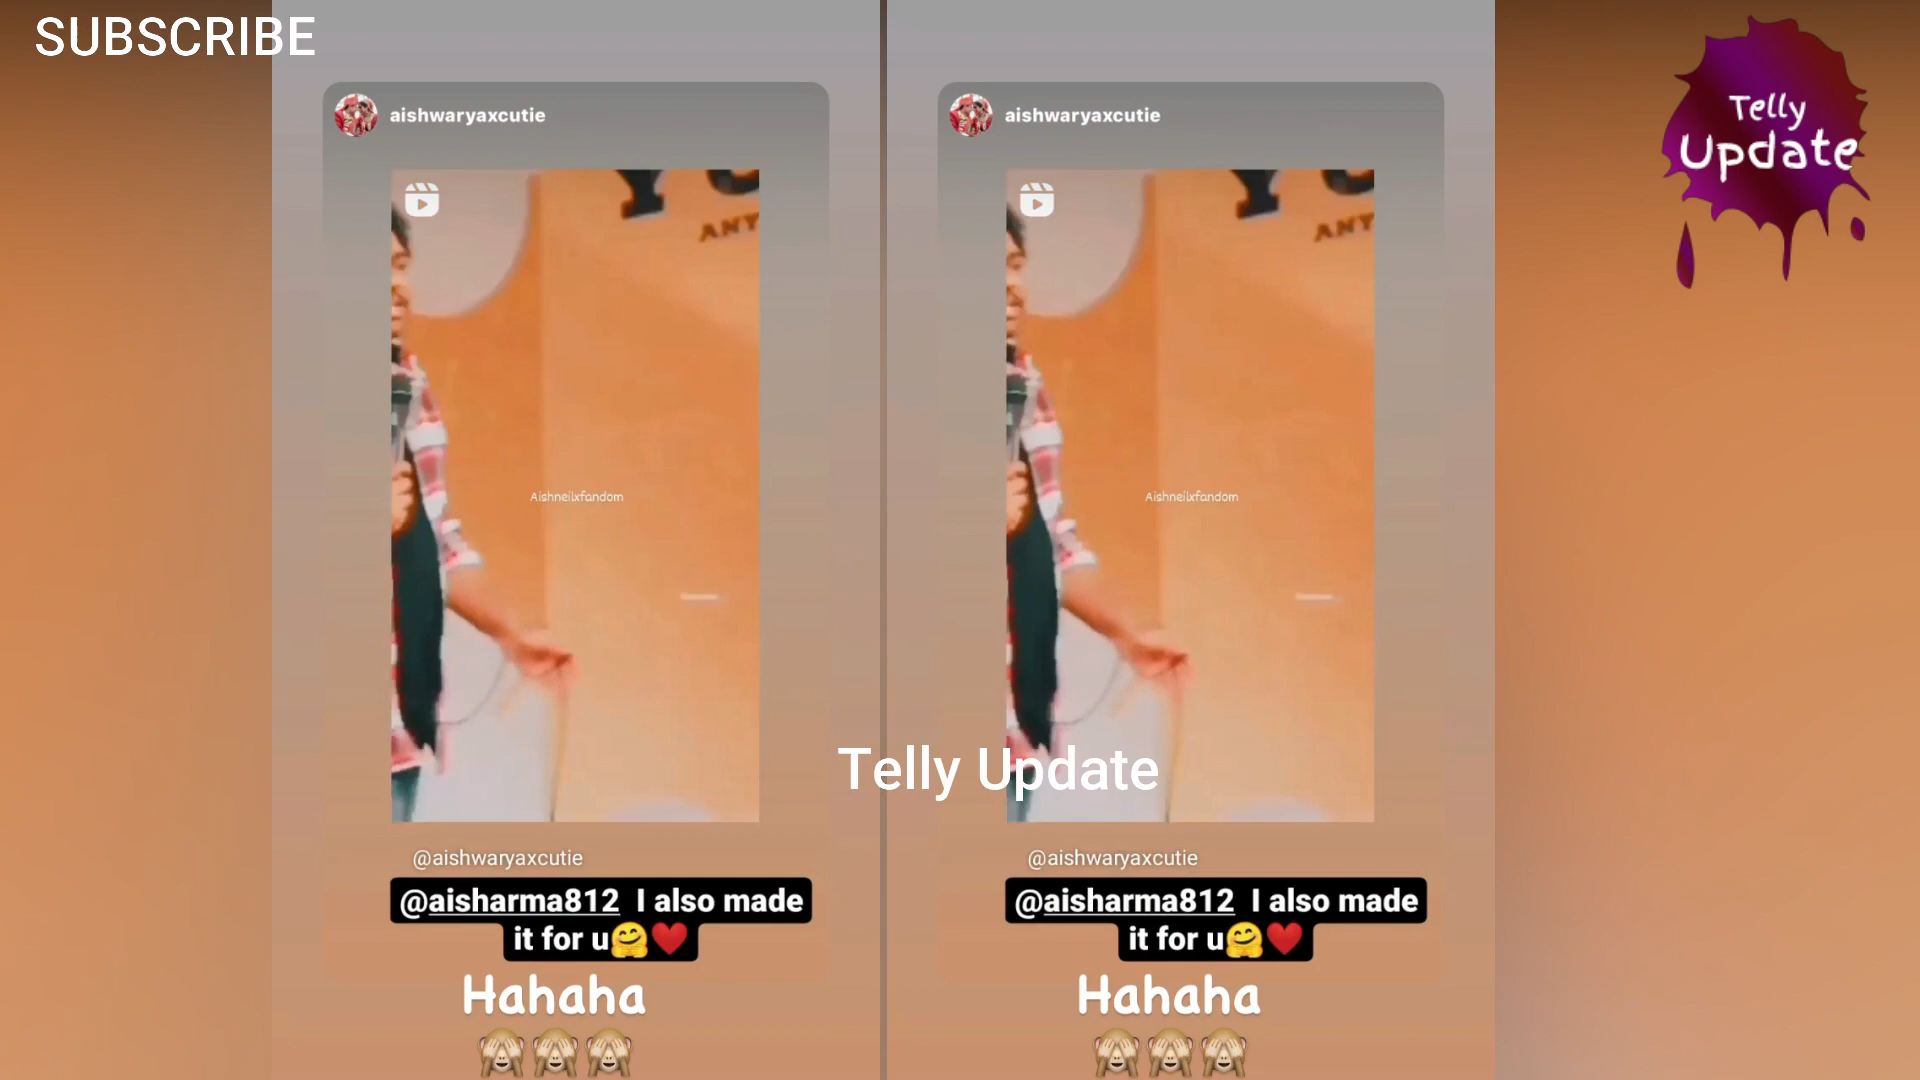 SUBSCRIBE
Telly
Update
aishwaryaxcutie
Y
ANY
Aishneilxfandom
@aishwaryaxcutie
@aisharma812 I also made
it for u🤗❤️
Hahaha
🙈🙈🙈
aishwaryaxcutie
Y
ANY
Aishneilxfandom
Telly Update
@aishwaryaxcutie
@aisharma812 I also made
it for u🤗❤️
Hahaha
🙈🙈🙈